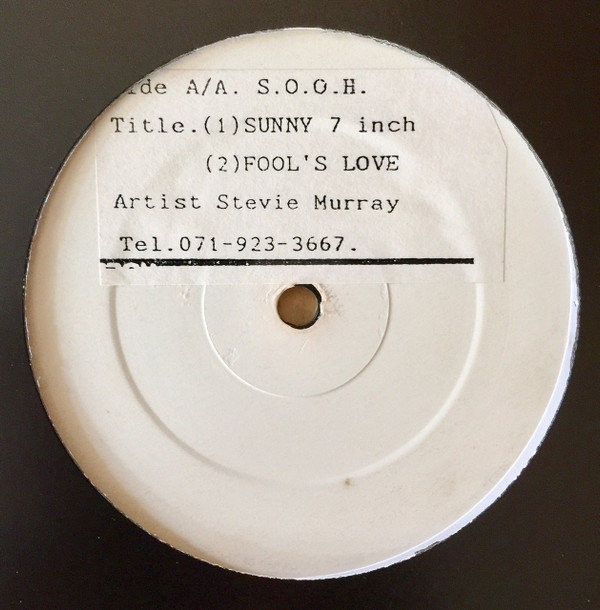 ide A/A. S.O.O.H.
Title.(1)SUNNY 7 inch
(2)FOOL'S LOVE
Artist Stevie Murray
Tel.071-923-3667.